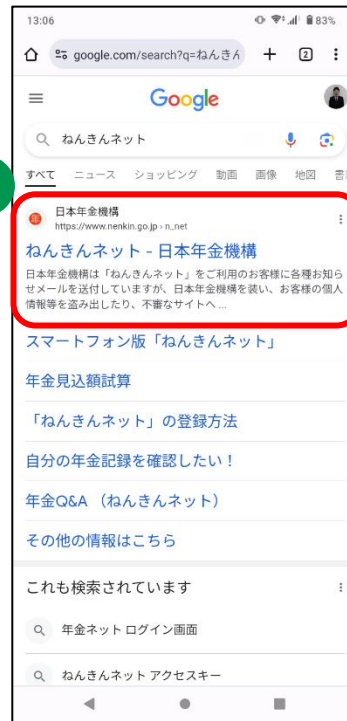 13:06 83%
google.com/search?q=ねんきん 2
Google
ねんきんネット
すべて ニュース ショッピング 動画 画像 地図
日本年金機構
https://www.nenkin.go.jp › n_net
ねんきんネット - 日本年金機構
日本年金機構は「ねんきんネット」をご利用のお客様に各種お知ら
せメールを送付していますが、日本年金機構を装い、お客様の個人
情報等を盗み出したり、不審なサイトへ ...
スマートフォン版「ねんきんネット」
年金見込額試算
「ねんきんネット」の登録方法
自分の年金記録を確認したい！
年金Q&A （ねんきんネット）
その他の情報はこちら
これも検索されています
年金ネット ログイン画面
ねんきんネット アクセスキー